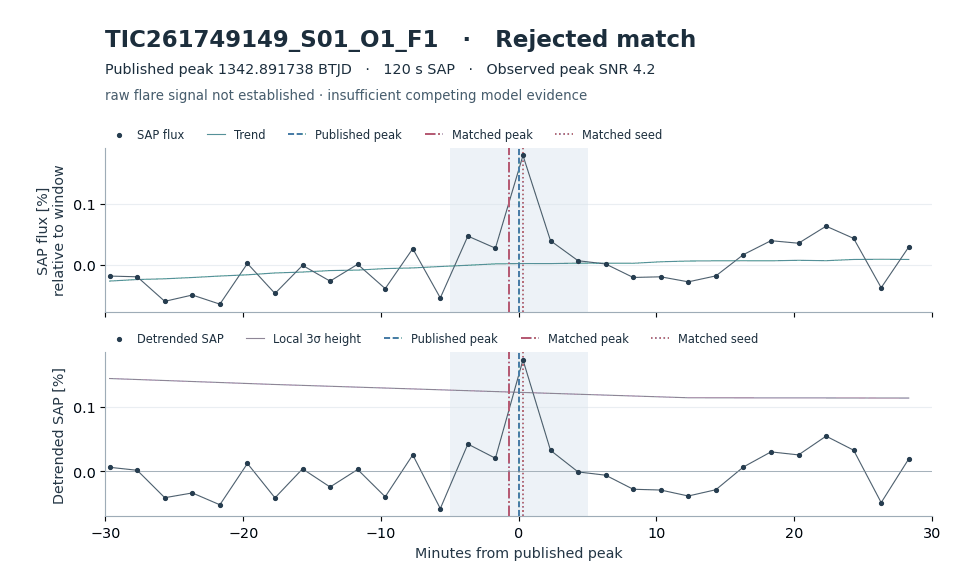 TIC261749149_S01_O1_F1 · Rejected match
Published peak 1342.891738 BTJD · 120 s SAP · Observed peak SNR 4.2
raw flare signal not established · insufficient competing model evidence
SAP flux Trend Published peak Matched peak Matched seed
SAP flux [%]
relative to window
0.1
0.0
Detrended SAP Local 3σ height Published peak Matched peak Matched seed
Detrended SAP [%]
0.1
0.0
−30 −20 −10 0 10 20 30
Minutes from published peak